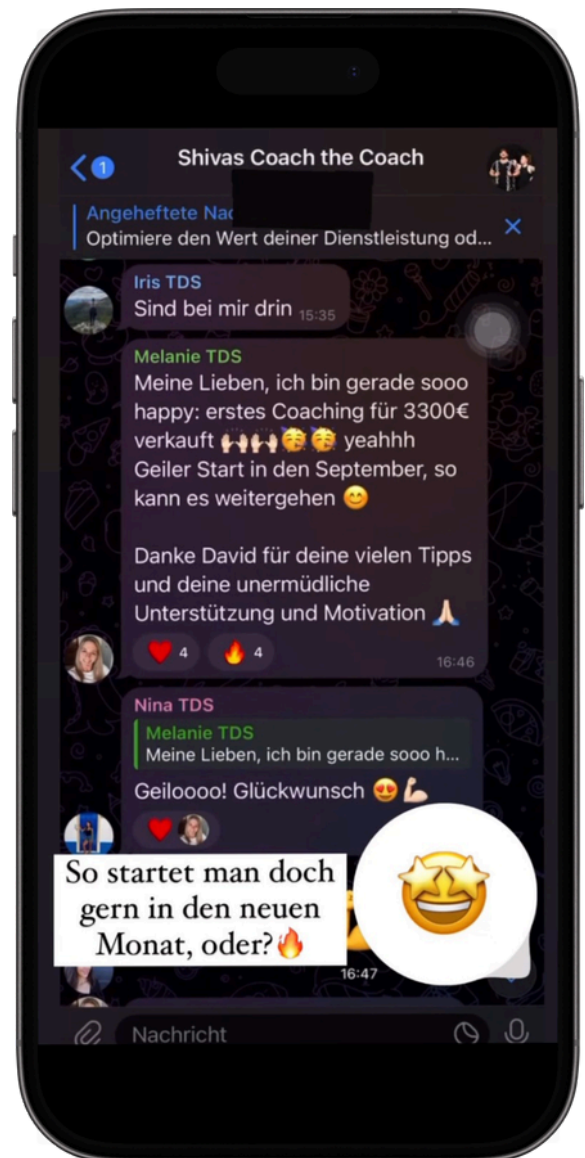 1
Shivas Coach the Coach
Angeheftete Nac
Optimiere den Wert deiner Dienstleistung od...
Iris TDS
Sind bei mir drin 15:35
Melanie TDS
Meine Lieben, ich bin gerade sooo
happy: erstes Coaching für 3300€
verkauft 🙌🏻🙌🏻🥳🥳 yeahhh
Geiler Start in den September, so
kann es weitergehen 😊
Danke David für deine vielen Tipps
und deine unermüdliche
Unterstützung und Motivation 🙏🏻
❤️ 4 🔥 4 16:46
Nina TDS
Melanie TDS
Meine Lieben, ich bin gerade sooo h...
Geiloooo! Glückwunsch 😍💪🏻
So startet man doch
gern in den neuen
Monat, oder?🔥
16:47
Nachricht